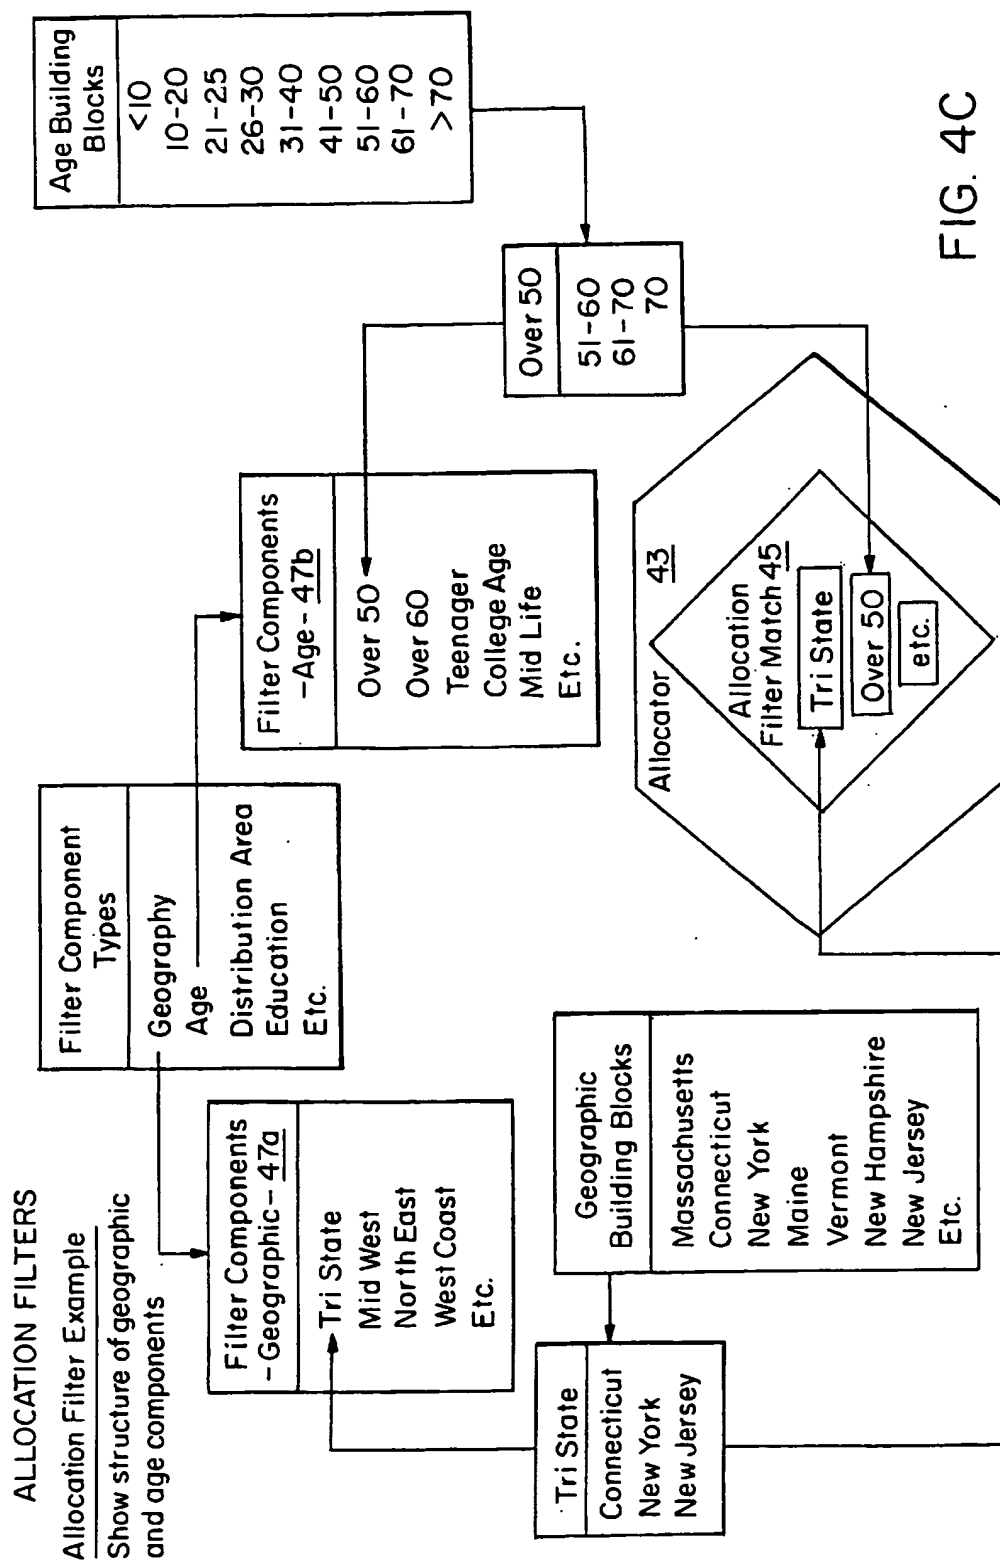 ALLOCATION FILTERS
Allocation Filter Example
Show structure of geographic
and age components
Filter Component
Types
Geography
Age
Distribution Area
Education
Etc.
Age Building
Blocks
<10
10-20
21-25
26-30
31-40
41-50
51-60
61-70
>70
Filter Components
-Geographic-47a
Tri State
Mid West
North East
West Coast
Etc.
Filter Components
-Age-47b
Over 50
Over 60
Teenager
College Age
Mid Life
Etc.
Over 50
51-60
61-70
70
Tri State
Connecticut
New York
New Jersey
Geographic
Building Blocks
Massachusetts
Connecticut
New York
Maine
Vermont
New Hampshire
New Jersey
Etc.
Allocator 43
Allocation
Filter Match 45
Tri State
Over 50
etc.
FIG. 4C